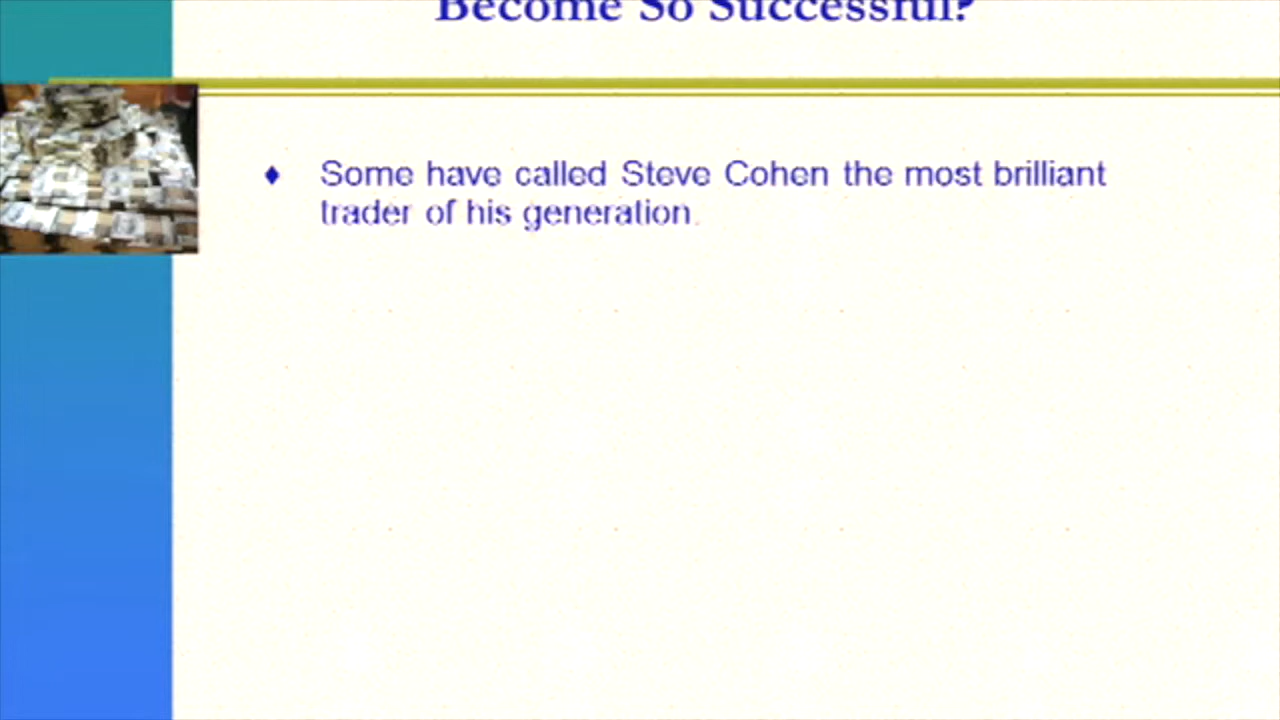 Become So Successful?
Some have called Steve Cohen the most brilliant
trader of his generation.